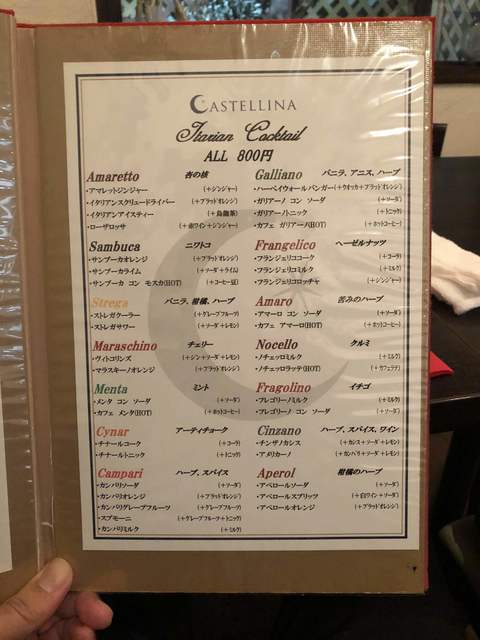 CASTELLINA
Itarian Cocktail
ALL 800円
Amaretto 杏の核
・アマレットジンジャー (+ジンジャー)
・イタリアンスクリュードライバー (+ブラッドオレンジ)
・イタリアンアイスティー (+烏龍茶)
・ローザロッサ (+赤ワイン+ジンジャー)
Sambuca ニワトコ
・サンブーカオレンジ (+ブラッドオレンジ)
・サンブーカライム (+ソーダ+ライム)
・サンブーカ コン モスカ(HOT) (+コーヒー豆)
Strega バニラ, 柑橘, ハーブ
・ストレガクーラー (+グレープフルーツ)
・ストレガサワー (+ソーダ+レモン)
Maraschino チェリー
・ヴィトコリンズ (+ジン+ソーダ+レモン)
・マラスキーノオレンジ (+ブラッドオレンジ)
Menta ミント
・メンタ コン ソーダ (+ソーダ)
・カフェ メンタ(HOT) (+ホットコーヒー)
Cynar アーティチョーク
・チナールコーク (+コーラ)
・チナールトニック (+トニック)
Campari ハーブ, スパイス
・カンパリソーダ (+ソーダ)
・カンパリオレンジ (+ブラッドオレンジ)
・カンパリグレープフルーツ (+グレープフルーツ)
・スプモーニ (+グレープフルーツ+トニック)
・カンパリミルク (+ミルク)
Galliano バニラ, アニス, ハーブ
・ハーベイウォールバンガー (+ウオッカ+ブラッドオレンジ)
・ガリアーノ コン ソーダ (+ソーダ)
・ガリアーノトニック (+トニック)
・カフェ ガリアーノ(HOT) (+ホットコーヒー)
Frangelico ヘーゼルナッツ
・フランジェリココーク (+コーラ)
・フランジェリコミルク (+ミルク)
・フランジェリコロッチャ (+ジンジャー)
Amaro 苦みのハーブ
・アマーロ コン ソーダ (+ソーダ)
・カフェ アマーロ(HOT) (+ホットコーヒー)
Nocello クルミ
・ノチェッロミルク (+ミルク)
・ノチェッロラッテ(HOT) (+カフェラテ)
Fragolino イチゴ
・フレゴリーノミルク (+ミルク)
・フレゴリーノ コン ソーダ (+ソーダ)
Cinzano ハーブ, スパイス, ワイン
・チンザノカシス (+カシス+ソーダ+レモン)
・アメリカーノ (+カンパリ+ソーダ+レモン)
Aperol 柑橘のハーブ
・アペロールソーダ (+ソーダ)
・アペロールスプリッツ (+白ワイン+ソーダ)
・アペロールオレンジ (+ブラッドオレンジ)